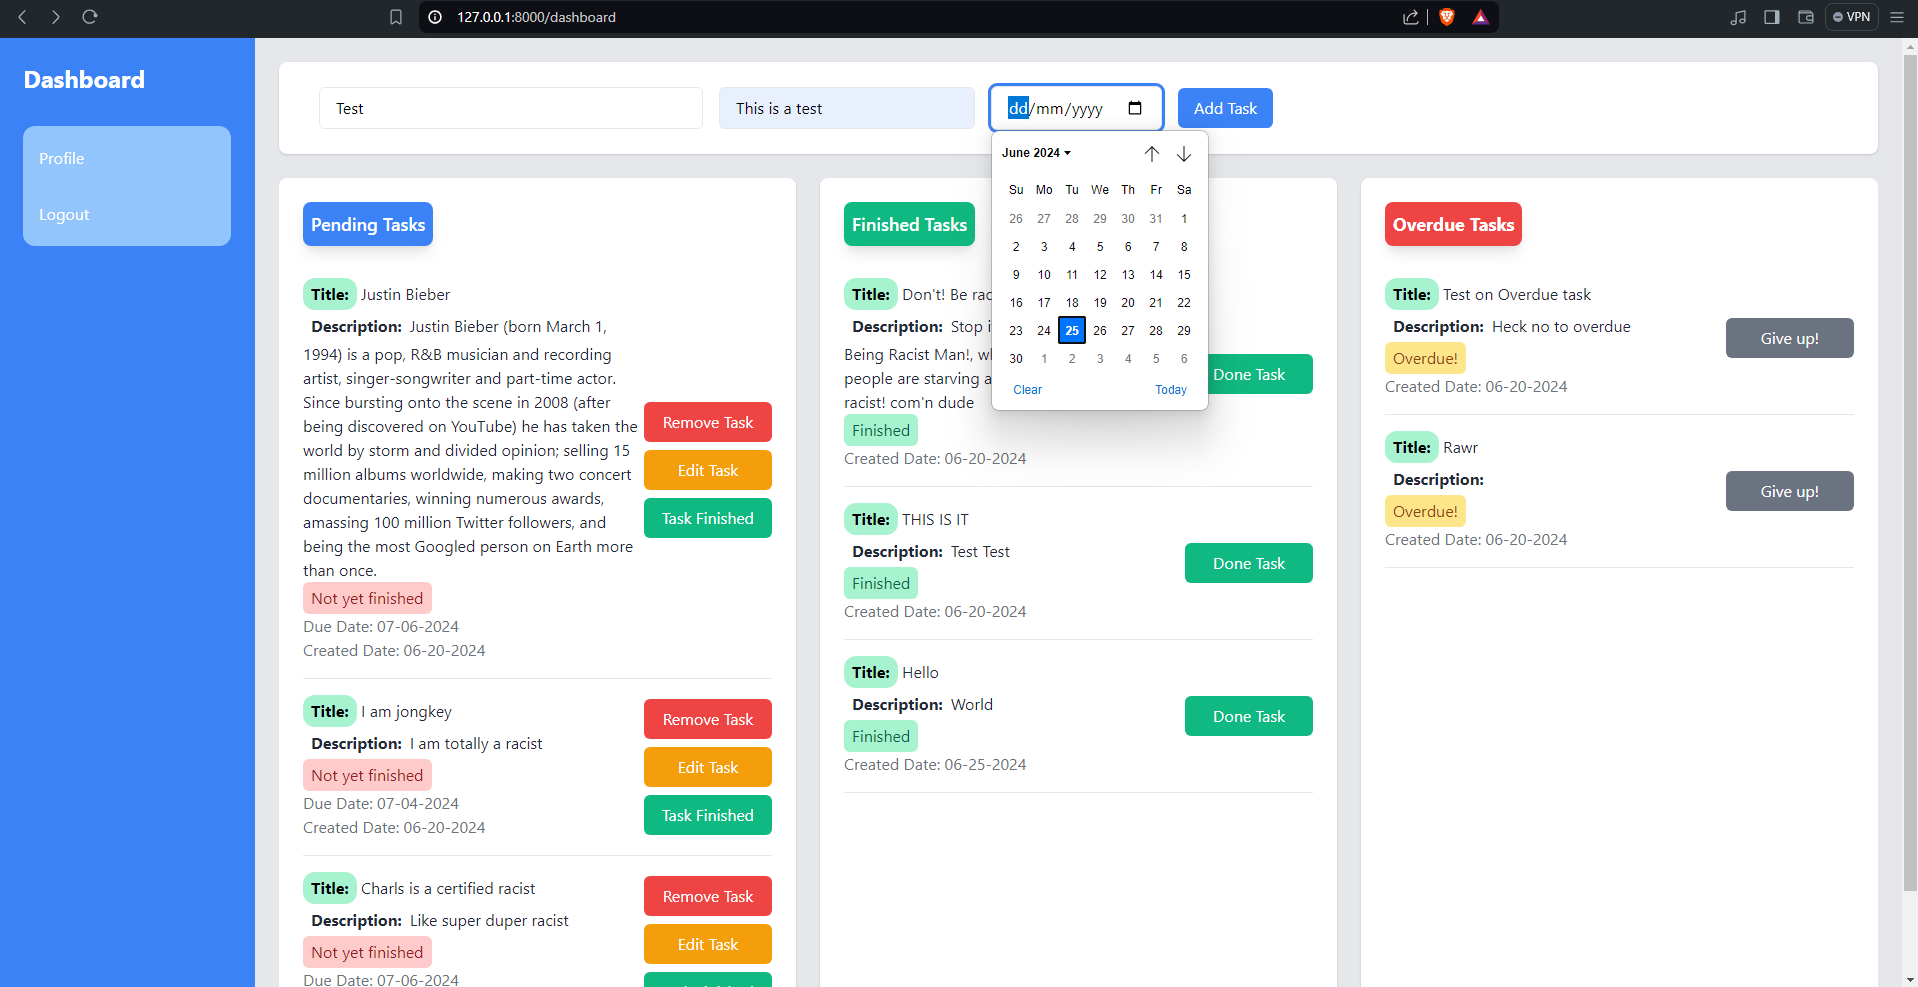 127.0.0.1:8000/dashboard
VPN
Dashboard
Profile
Logout
Test
This is a test
dd/mm/yyyy
Add Task
June 2024
Su Mo Tu We Th Fr Sa
26 27 28 29 30 31 1
2 3 4 5 6 7 8
9 10 11 12 13 14 15
16 17 18 19 20 21 22
23 24 25 26 27 28 29
30 1 2 3 4 5 6
Clear Today
Pending Tasks
Title: Justin Bieber
Description: Justin Bieber (born March 1,
1994) is a pop, R&B musician and recording
artist, singer-songwriter and part-time actor.
Since bursting onto the scene in 2008 (after
being discovered on YouTube) he has taken the
world by storm and divided opinion; selling 15
million albums worldwide, making two concert
documentaries, winning numerous awards,
amassing 100 million Twitter followers, and
being the most Googled person on Earth more
than once.
Not yet finished
Due Date: 07-06-2024
Created Date: 06-20-2024
Remove Task
Edit Task
Task Finished
Title: I am jongkey
Description: I am totally a racist
Not yet finished
Due Date: 07-04-2024
Created Date: 06-20-2024
Remove Task
Edit Task
Task Finished
Title: Charls is a certified racist
Description: Like super duper racist
Not yet finished
Due Date: 07-06-2024
Remove Task
Edit Task
Finished Tasks
Title: Don't! Be
Description: Stop
Being Racist Man!,
people are starving
racist! com'n dude
Finished
Created Date: 06-20-2024
Done Task
Title: THIS IS IT
Description: Test Test
Finished
Created Date: 06-20-2024
Done Task
Title: Hello
Description: World
Finished
Created Date: 06-25-2024
Done Task
Overdue Tasks
Title: Test on Overdue task
Description: Heck no to overdue
Overdue!
Created Date: 06-20-2024
Give up!
Title: Rawr
Description:
Overdue!
Created Date: 06-20-2024
Give up!